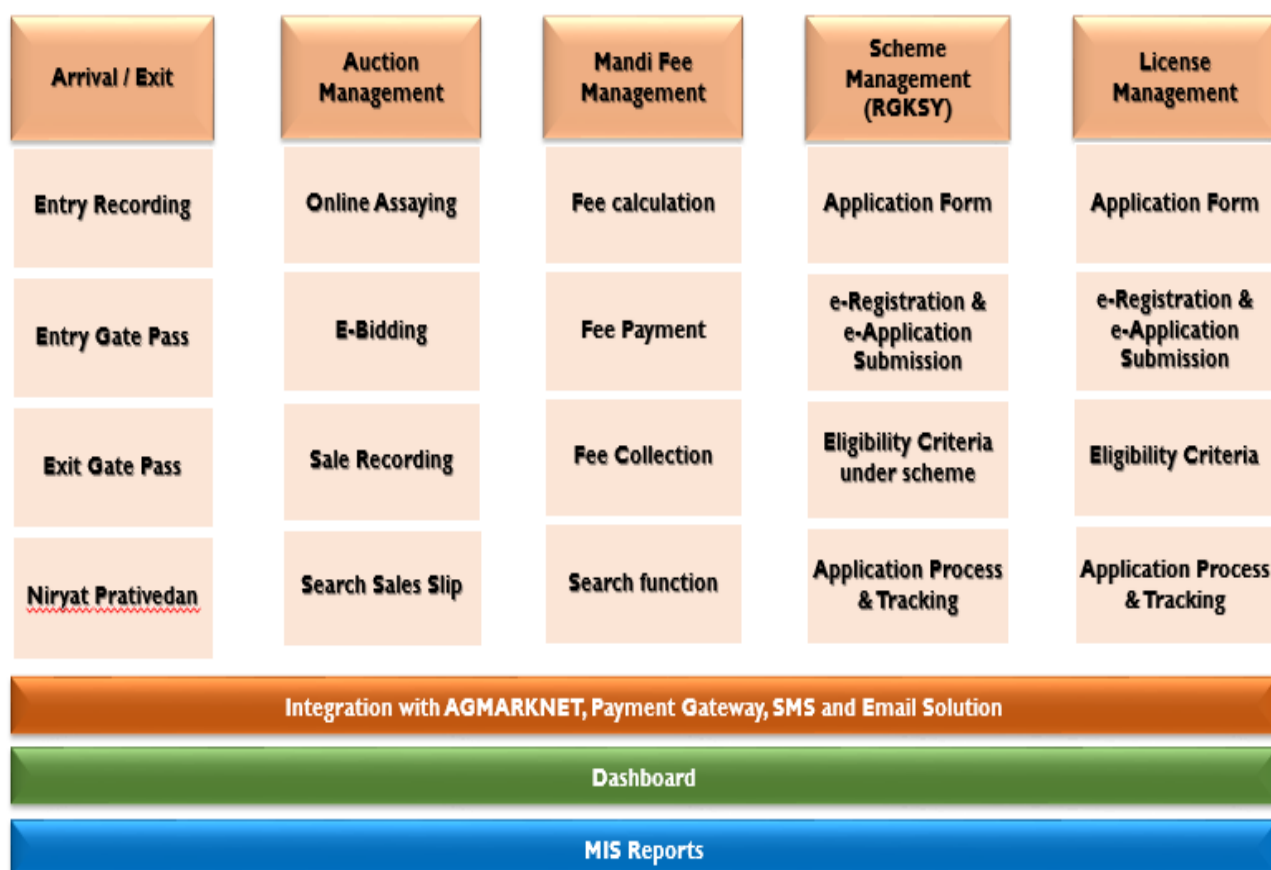 Arrival / Exit
Auction
Management
Mandi Fee
Management
Scheme
Management
(RGKSY)
License
Management
Entry Recording
Online Assaying
Fee calculation
Application Form
Application Form
Entry Gate Pass
E-Bidding
Fee Payment
e-Registration &
e-Application
Submission
e-Registration &
e-Application
Submission
Exit Gate Pass
Sale Recording
Fee Collection
Eligibility Criteria
under scheme
Eligibility Criteria
Niryat Prativedan
Search Sales Slip
Search function
Application Process
& Tracking
Application Process
& Tracking
Integration with AGMARKNET, Payment Gateway, SMS and Email Solution
Dashboard
MIS Reports